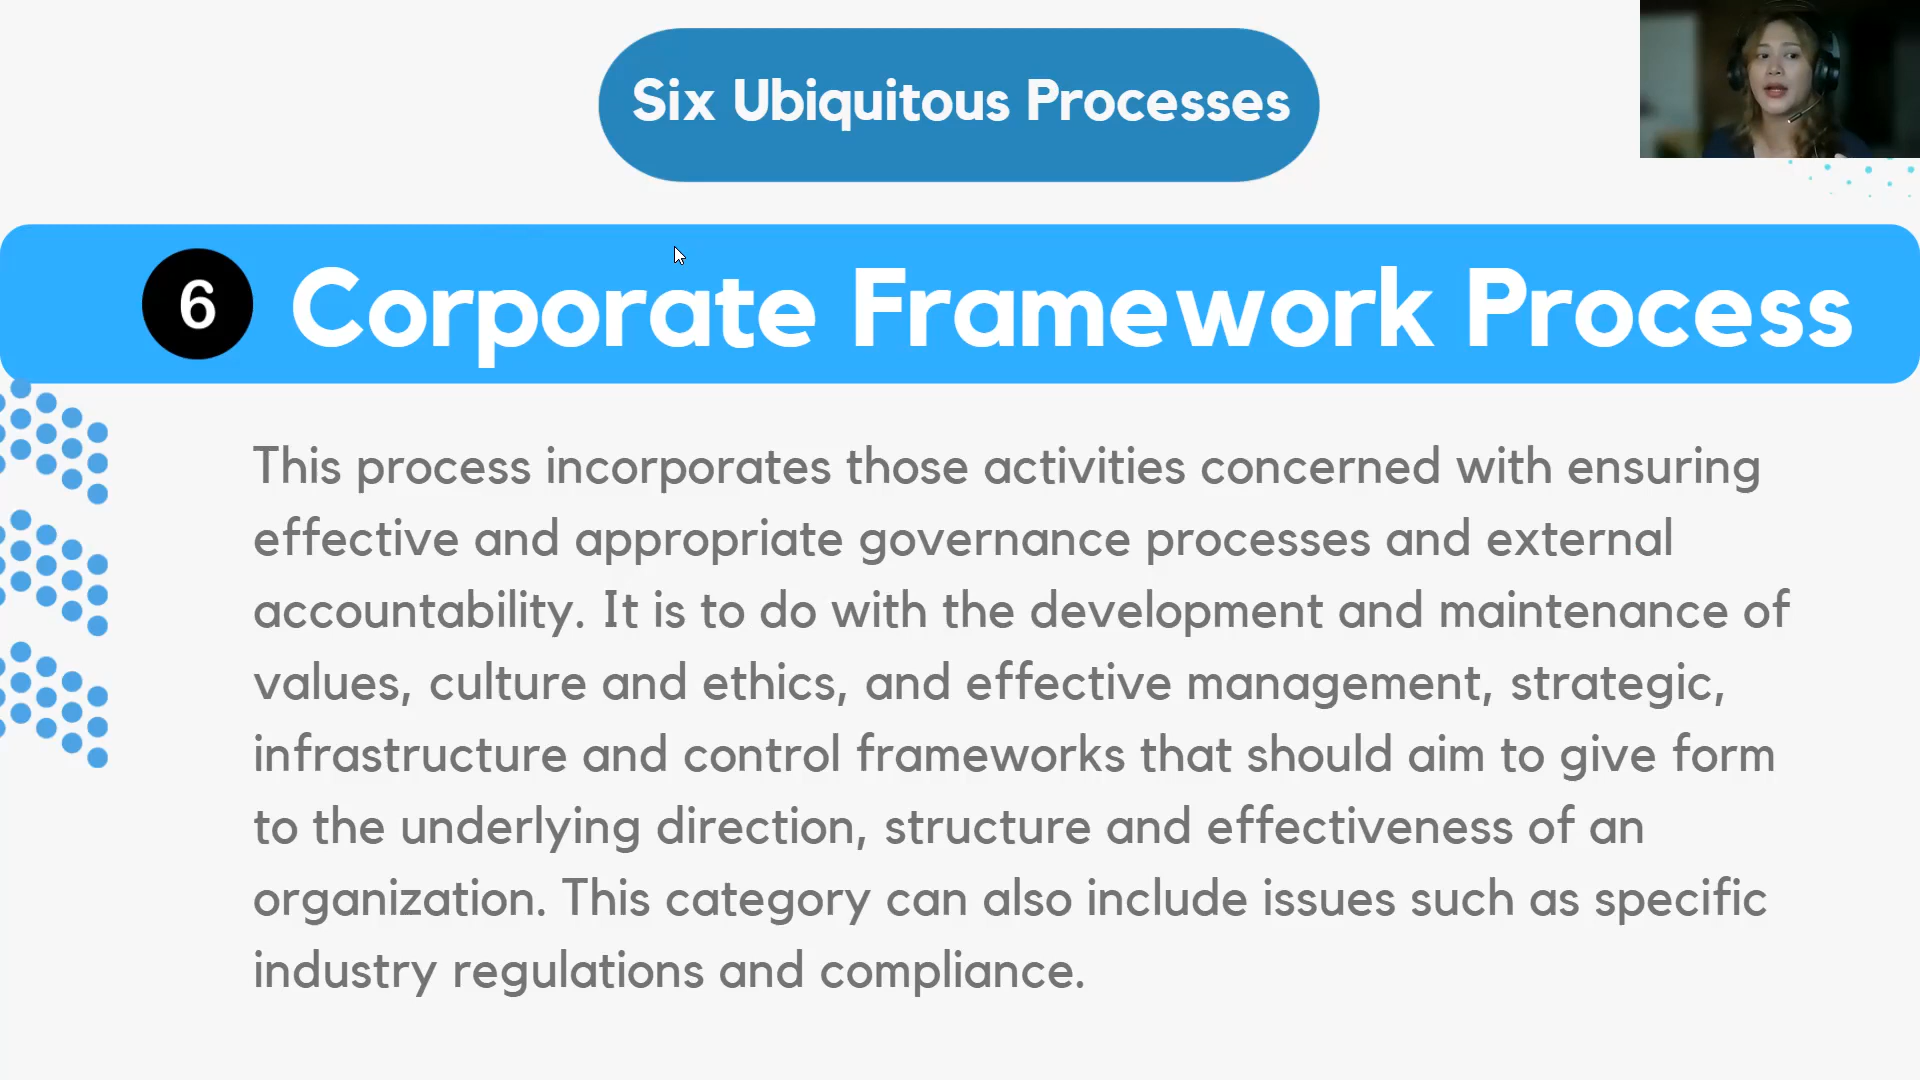 Six Ubiquitous Processes
6 Corporate Framework Process
This process incorporates those activities concerned with ensuring
effective and appropriate governance processes and external
accountability. It is to do with the development and maintenance of
values, culture and ethics, and effective management, strategic,
infrastructure and control frameworks that should aim to give form
to the underlying direction, structure and effectiveness of an
organization. This category can also include issues such as specific
industry regulations and compliance.